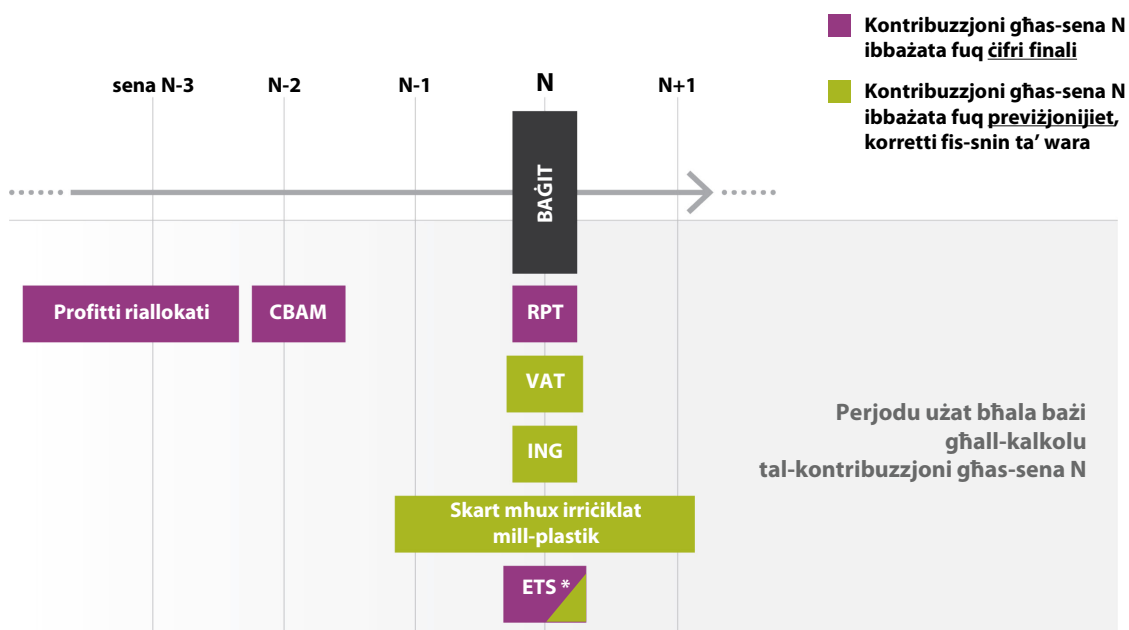 Kontribuzzjoni għas-sena N
ibbażata fuq ċifri finali
Kontribuzzjoni għas-sena N
ibbażata fuq previżjonijiet,
korretti fis-snin ta’ wara
sena N-3
N-2
N-1
N
N+1
BAĠIT
Profitti riallokati
CBAM
RPT
VAT
ING
Skart mhux irriċiklat
mill-plastik
ETS *
Perjodu użat bħala bażi
għall-kalkolu
tal-kontribuzzjoni għas-sena N